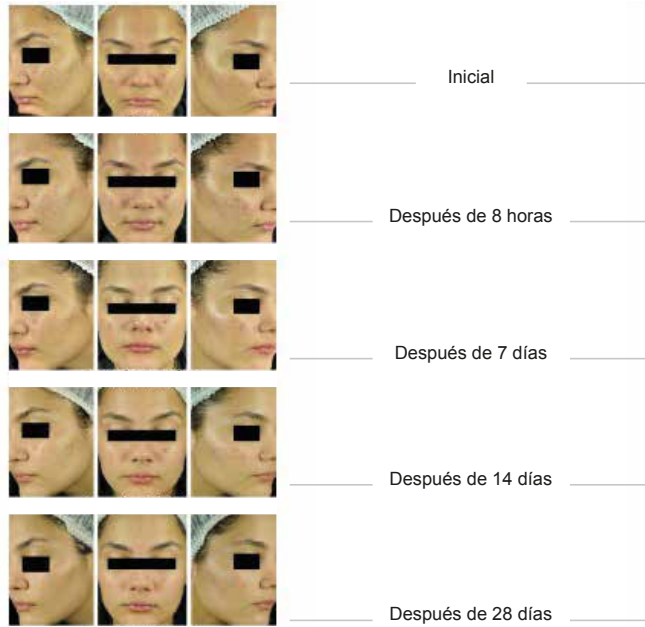 Inicial
Después de 8 horas
Después de 7 días
Después de 14 días
Después de 28 días